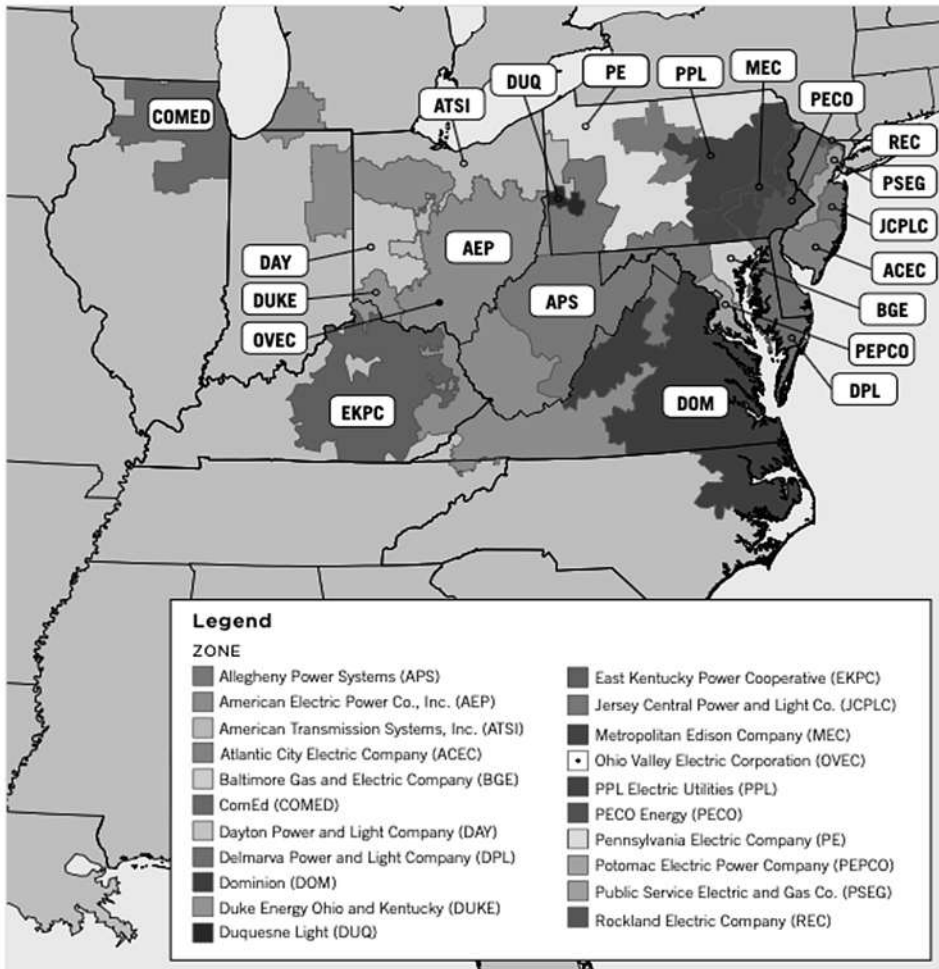 PE
PPL
MEC
DUQ
ATSI
PECO
COMED
REC
PSEG
JCPLC
DAY
AEP
ACEC
DUKE
APS
BGE
OVEC
PEPCO
DPL
EKPC
DOM
Legend
ZONE
Allegheny Power Systems (APS)
American Electric Power Co., Inc. (AEP)
American Transmission Systems, Inc. (ATSI)
Atlantic City Electric Company (ACEC)
Baltimore Gas and Electric Company (BGE)
ComEd (COMED)
Dayton Power and Light Company (DAY)
Delmarva Power and Light Company (DPL)
Dominion (DOM)
Duke Energy Ohio and Kentucky (DUKE)
Duquesne Light (DUQ)
East Kentucky Power Cooperative (EKPC)
Jersey Central Power and Light Co. (JCPLC)
Metropolitan Edison Company (MEC)
Ohio Valley Electric Corporation (OVEC)
PPL Electric Utilities (PPL)
PECO Energy (PECO)
Pennsylvania Electric Company (PE)
Potomac Electric Power Company (PEPCO)
Public Service Electric and Gas Co. (PSEG)
Rockland Electric Company (REC)